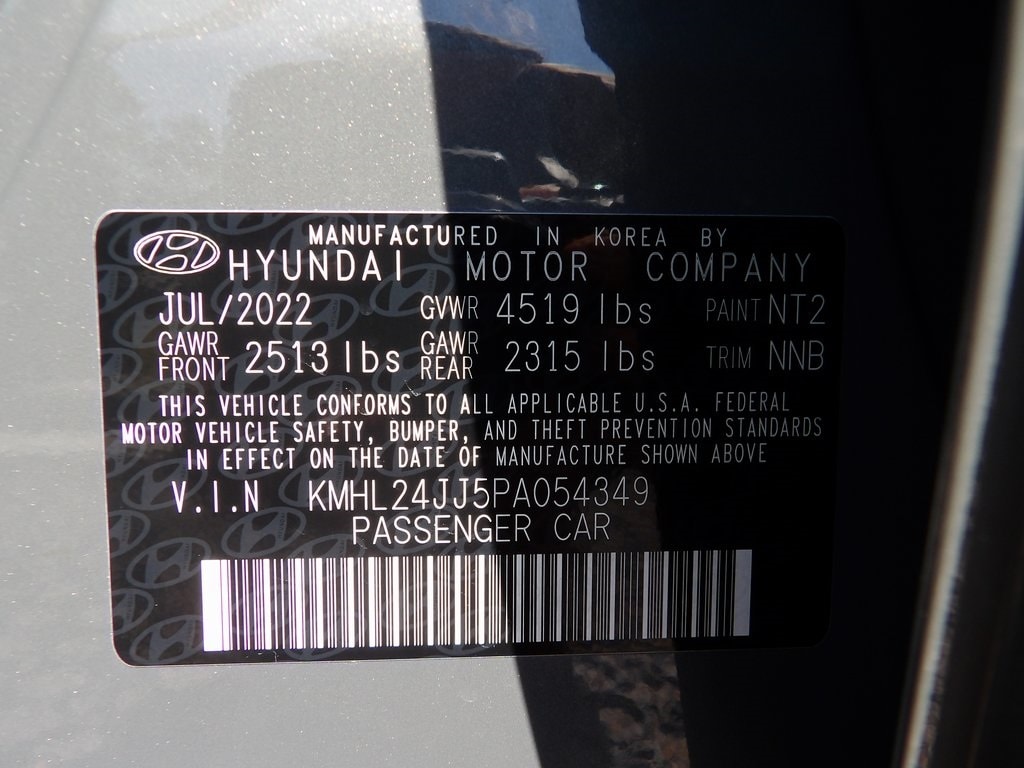 MANUFACTURED IN KOREA BY
HYUNDAI MOTOR COMPANY
JUL/2022 GVWR 4519 lbs PAINT NT2
GAWR FRONT 2513 lbs GAWR REAR 2315 lbs TRIM NNB
THIS VEHICLE CONFORMS TO ALL APPLICABLE U.S.A. FEDERAL
MOTOR VEHICLE SAFETY, BUMPER, AND THEFT PREVENTION STANDARDS
IN EFFECT ON THE DATE OF MANUFACTURE SHOWN ABOVE
V.I.N KMHL24JJ5PA054349
PASSENGER CAR